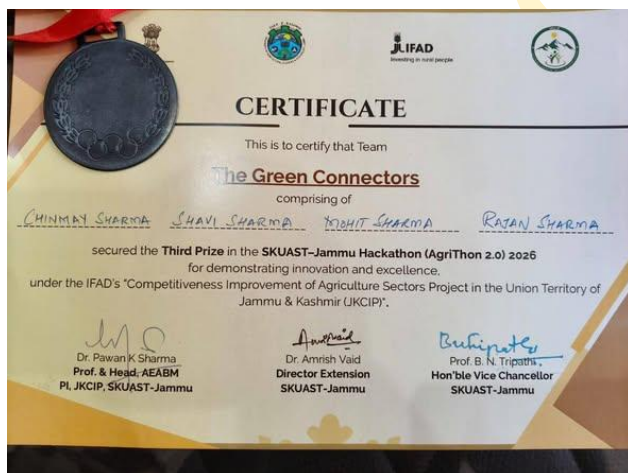 JLIFAD
Investing in rural people
CERTIFICATE
This is to certify that Team
The Green Connectors
comprising of
CHINMAY SHARMA SHAVI SHARMA MOHIT SHARMA RAJAN SHARMA
secured the Third Prize in the SKUAST-Jammu Hackathon (AgriThon 2.0) 2026
for demonstrating innovation and excellence,
under the IFAD's "Competitiveness Improvement of Agriculture Sectors Project in the Union Territory of
Jammu & Kashmir (JKCIP)".
Dr. Pawan K Sharma
Prof. & Head, AEABM
PI, JKCIP, SKUAST-Jammu
Dr. Amrish Vaid
Director Extension
SKUAST-Jammu
Prof. B. N. Tripathi
Hon'ble Vice Chancellor
SKUAST-Jammu